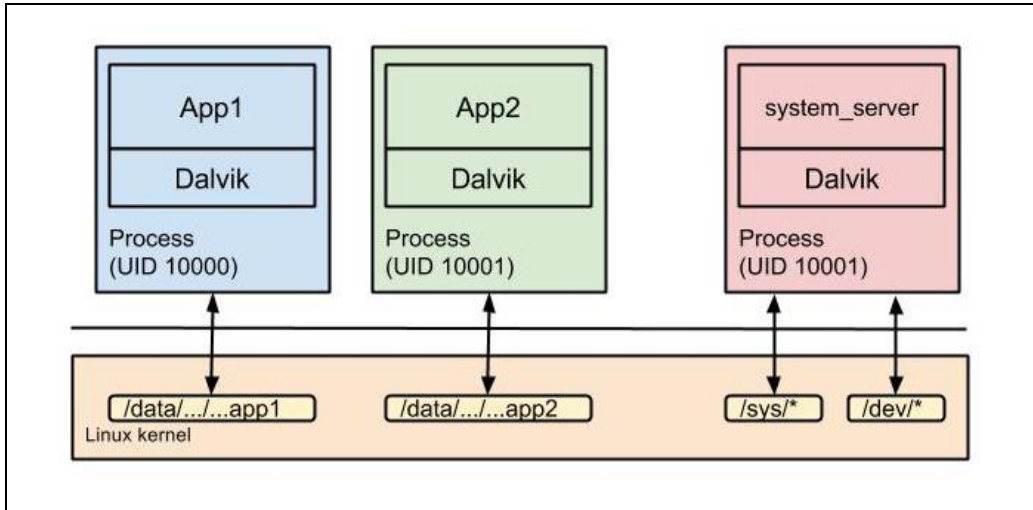 App1
Dalvik
Process
(UID 10000)
App2
Dalvik
Process
(UID 10001)
system_server
Dalvik
Process
(UID 10001)
/data/.../...app1
/data/.../...app2
/sys/*
/dev/*
Linux kernel